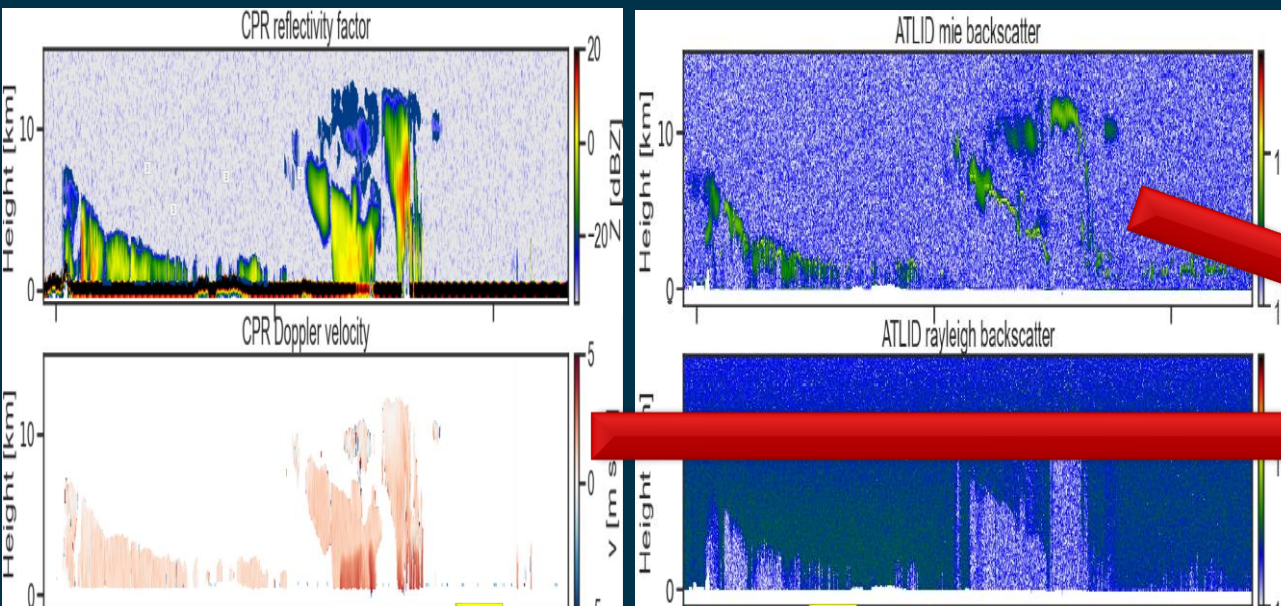 CPR reflectivity factor
Height [km]
10
0
20
0
-20
Z [dBZ]
ATLID mie backscatter
Height [km]
10
0
CPR Doppler velocity
Height [km]
10
0
5
0
-5
ATLID rayleigh backscatter
Height
0